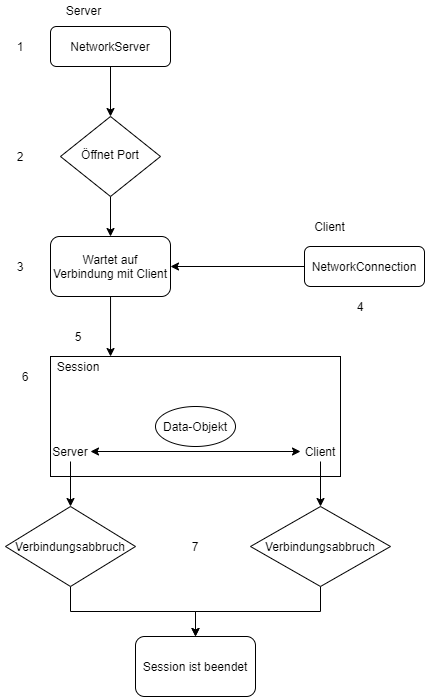 Server
1
NetworkServer
2
Öffnet Port
Client
3
Wartet auf
Verbindung mit Client
NetworkConnection
4
5
6
Session
Data-Objekt
Server
Client
Verbindungsabbruch
7
Verbindungsabbruch
Session ist beendet